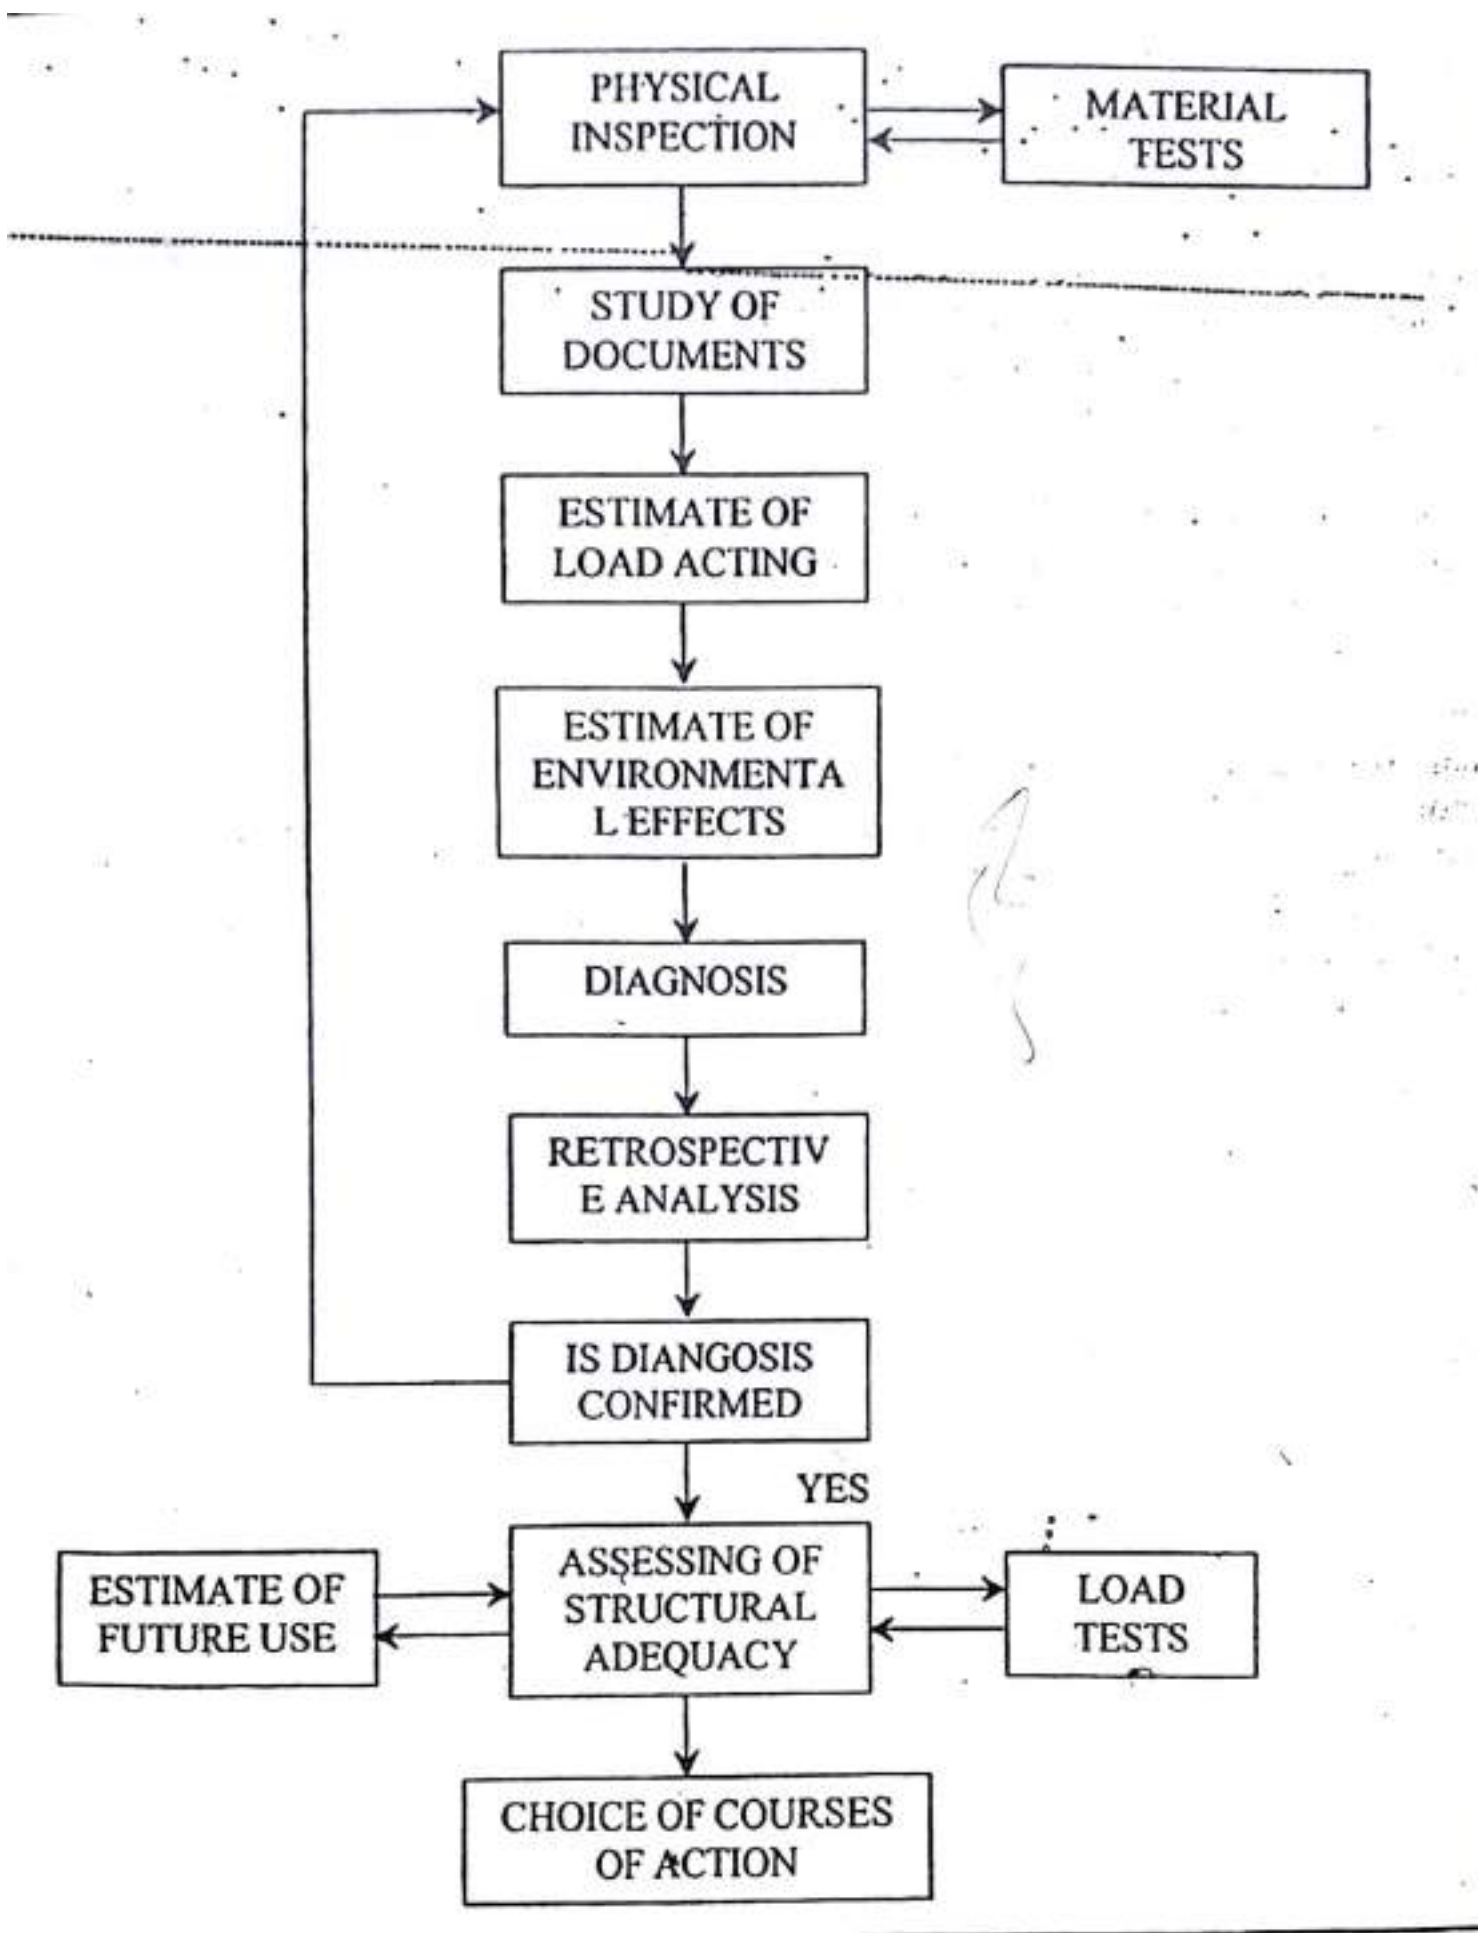 PHYSICAL
INSPECTION
MATERIAL
TESTS
STUDY OF
DOCUMENTS
ESTIMATE OF
LOAD ACTING
ESTIMATE OF
ENVIRONMENTA
L EFFECTS
DIAGNOSIS
RETROSPECTIV
E ANALYSIS
IS DIANGOSIS
CONFIRMED
YES
ESTIMATE OF
FUTURE USE
ASSESSING OF
STRUCTURAL
ADEQUACY
LOAD
TESTS
CHOICE OF COURSES
OF ACTION